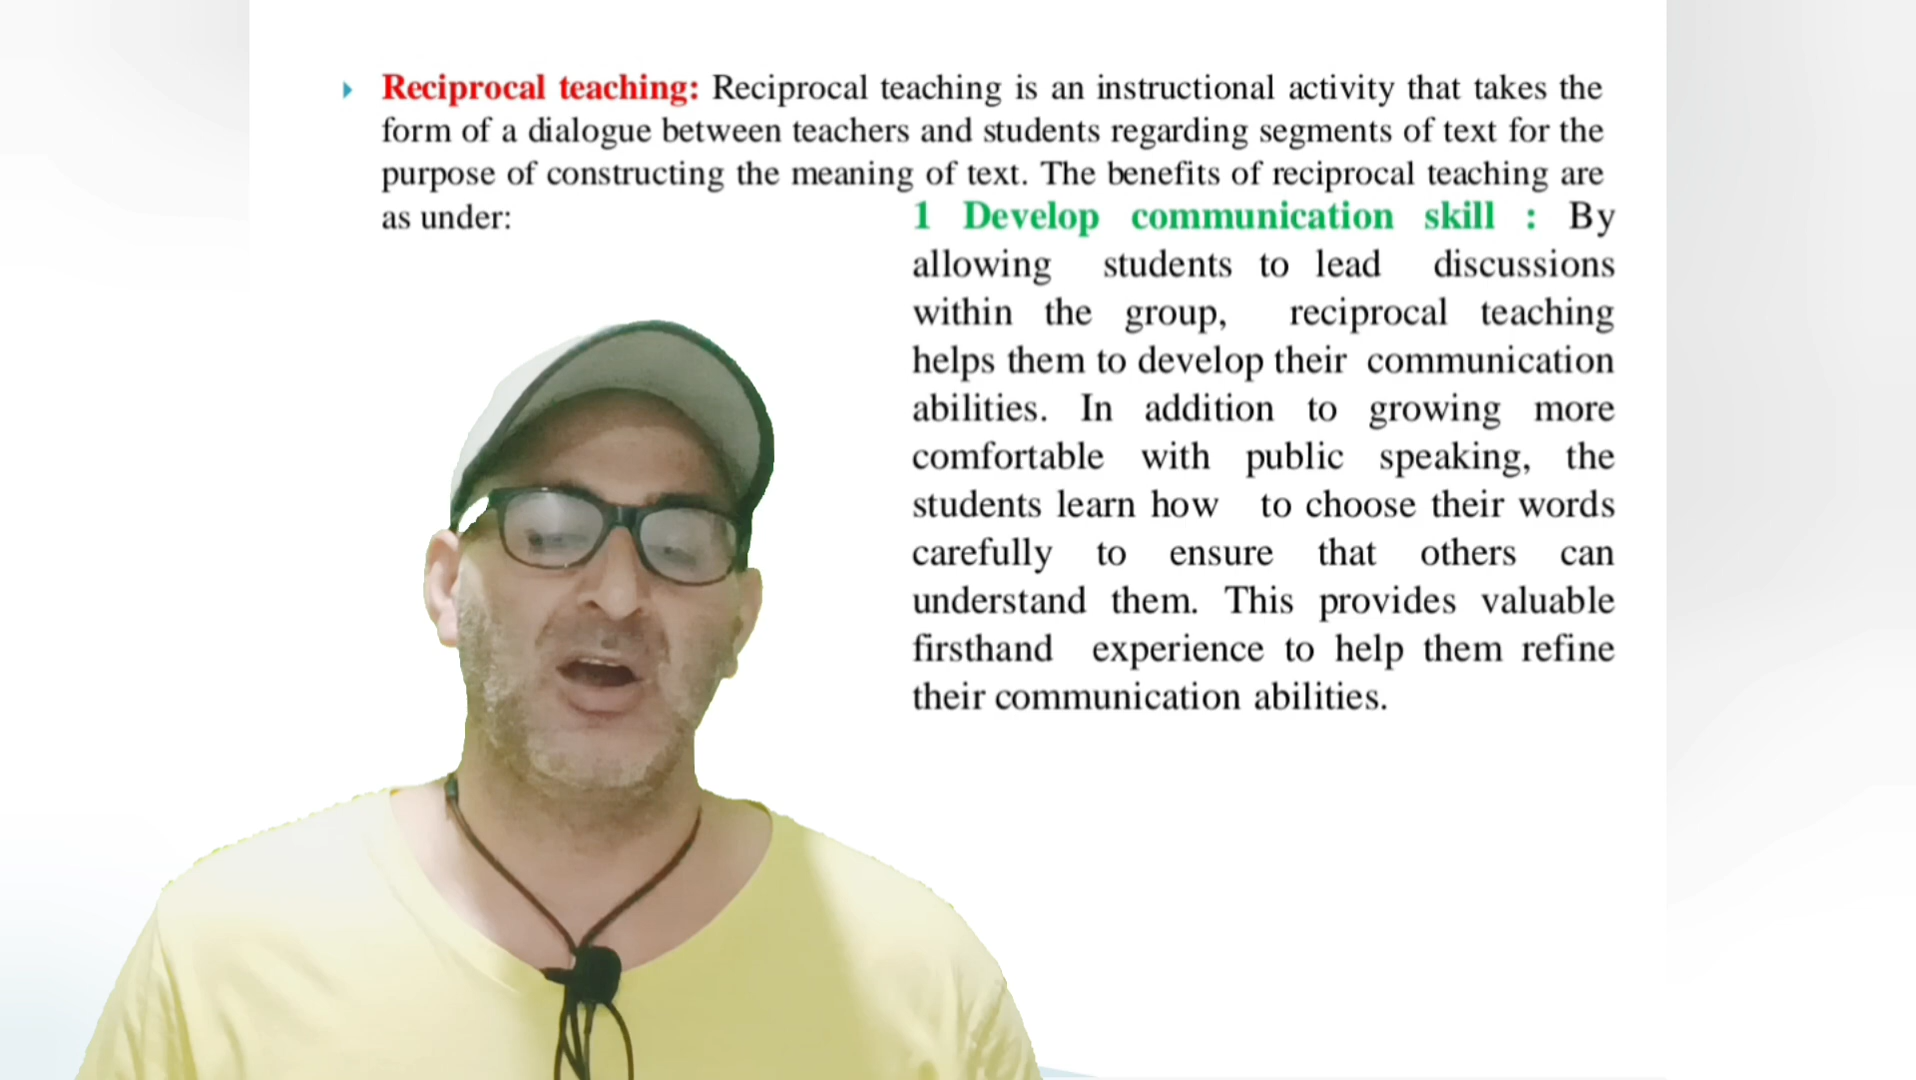 Reciprocal teaching: Reciprocal teaching is an instructional activity that takes the
form of a dialogue between teachers and students regarding segments of text for the
purpose of constructing the meaning of text. The benefits of reciprocal teaching are
as under:
1 Develop communication skill : By
allowing students to lead discussions
within the group, reciprocal teaching
helps them to develop their communication
abilities. In addition to growing more
comfortable with public speaking, the
students learn how to choose their words
carefully to ensure that others can
understand them. This provides valuable
firsthand experience to help them refine
their communication abilities.